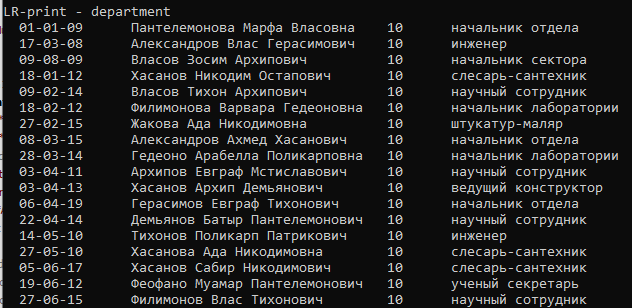 LR-print - department
01-01-09 Пантелемонова Марфа Власовна 10 начальник отдела
17-03-08 Александров Влас Герасимович 10 инженер
09-08-09 Власов Зосим Архипович 10 начальник сектора
18-01-12 Хасанов Никодим Остапович 10 слесарь-сантехник
09-02-14 Власов Тихон Архипович 10 научный сотрудник
18-02-12 Филимонова Варвара Гедеоновна 10 начальник лаборатории
27-02-15 Жакова Ада Никодимовна 10 штукатур-маляр
08-03-15 Александров Ахмед Хасанович 10 начальник отдела
28-03-14 Гедеоно Арабелла Поликарповна 10 начальник лаборатории
03-04-11 Архипов Евграф Мстиславович 10 научный сотрудник
03-04-13 Хасанов Архип Демьянович 10 ведущий конструктор
06-04-19 Герасимов Евграф Тихонович 10 начальник отдела
22-04-14 Демьянов Батыр Пантелемонович 10 научный сотрудник
14-05-10 Тихонов Поликарп Патрикович 10 инженер
27-05-10 Хасанова Ада Никодимовна 10 слесарь-сантехник
05-06-17 Хасанов Сабир Никодимович 10 слесарь-сантехник
19-06-12 Феофано Муамар Пантелемонович 10 ученый секретарь
27-06-15 Филимонов Влас Тихонович 10 научный сотрудник